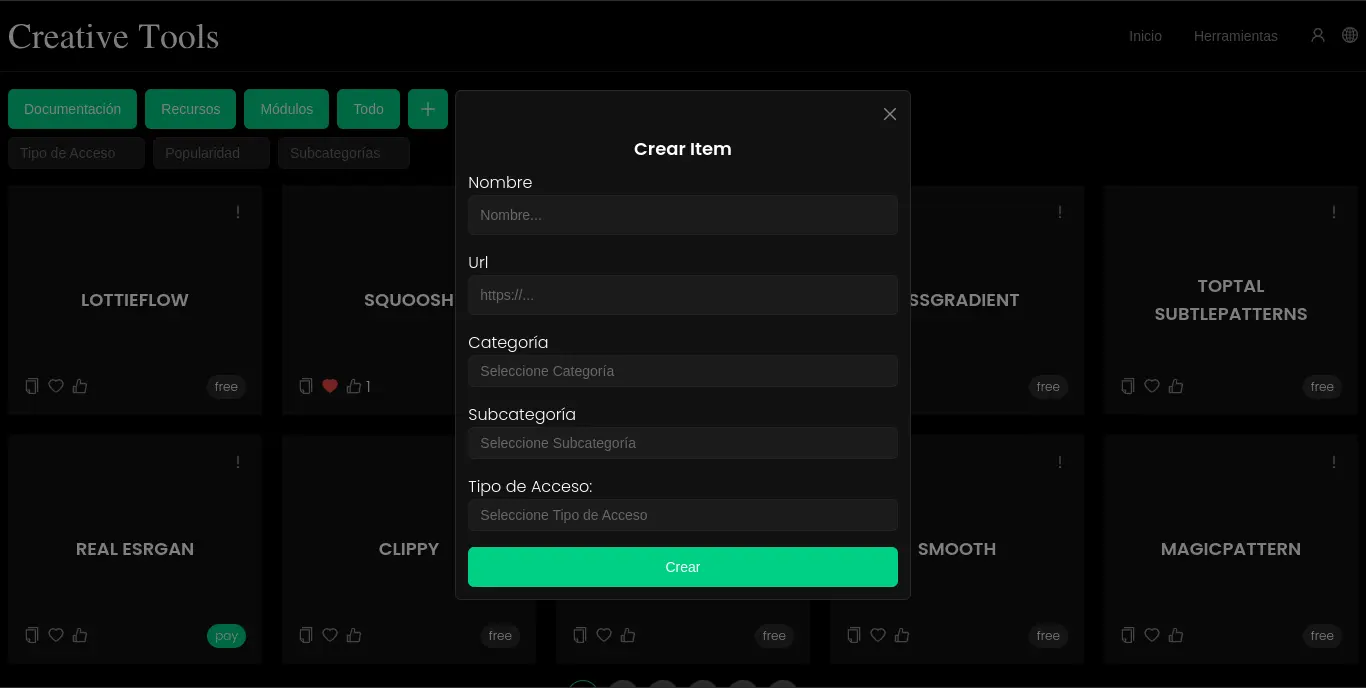 Creative Tools
Inicio
Herramientas
Documentación
Recursos
Módulos
Todo
+
Tipo de Acceso
Popularidad
Subcategorías
Crear Item
Nombre
Nombre...
Url
https://...
Categoría
Seleccione Categoría
Subcategoría
Seleccione Subcategoría
Tipo de Acceso:
Seleccione Tipo de Acceso
Crear
!
!
!
LOTTIEFLOW
SQUOOSH
SSGRADIENT
TOPTAL
SUBTLEPATTERNS
free
1
free
free
!
!
!
REAL ESRGAN
CLIPPY
SMOOTH
MAGICPATTERN
pay
free
free
free
free